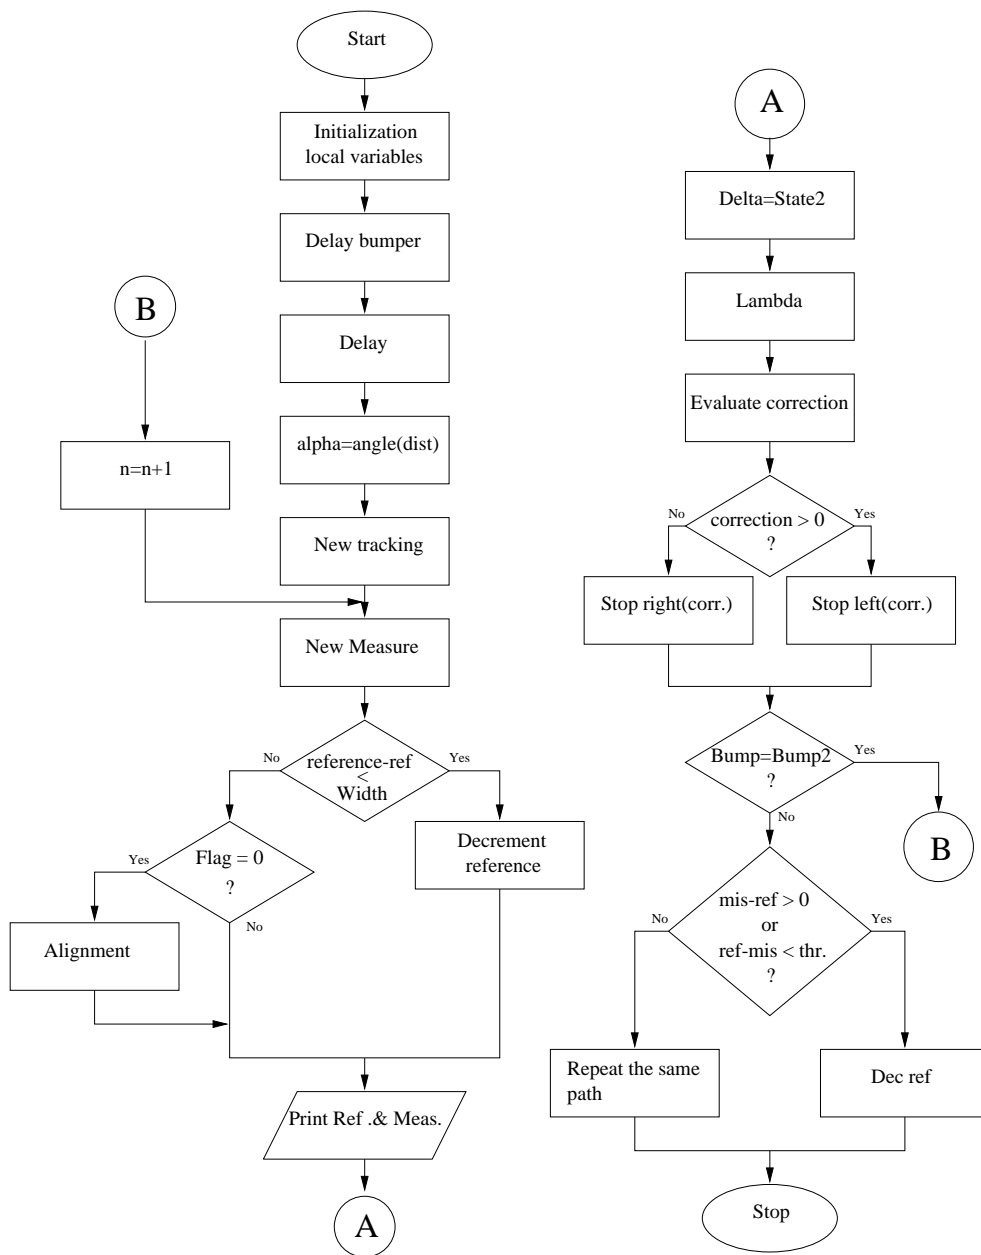 Start
Initialization
local variables
Delay bumper
B
Delay
n=n+1
alpha=angle(dist)
New tracking
New Measure
No
reference-ref
<
Width
Yes
Yes
Flag = 0
?
No
Decrement
reference
Alignment
Print Ref .& Meas.
A
A
Delta=State2
Lambda
Evaluate correction
No
correction > 0
?
Yes
Stop right(corr.)
Stop left(corr.)
Bump=Bump2
?
Yes
No
B
No
mis-ref > 0
or
ref-mis < thr.
?
Yes
Repeat the same
path
Dec ref
Stop